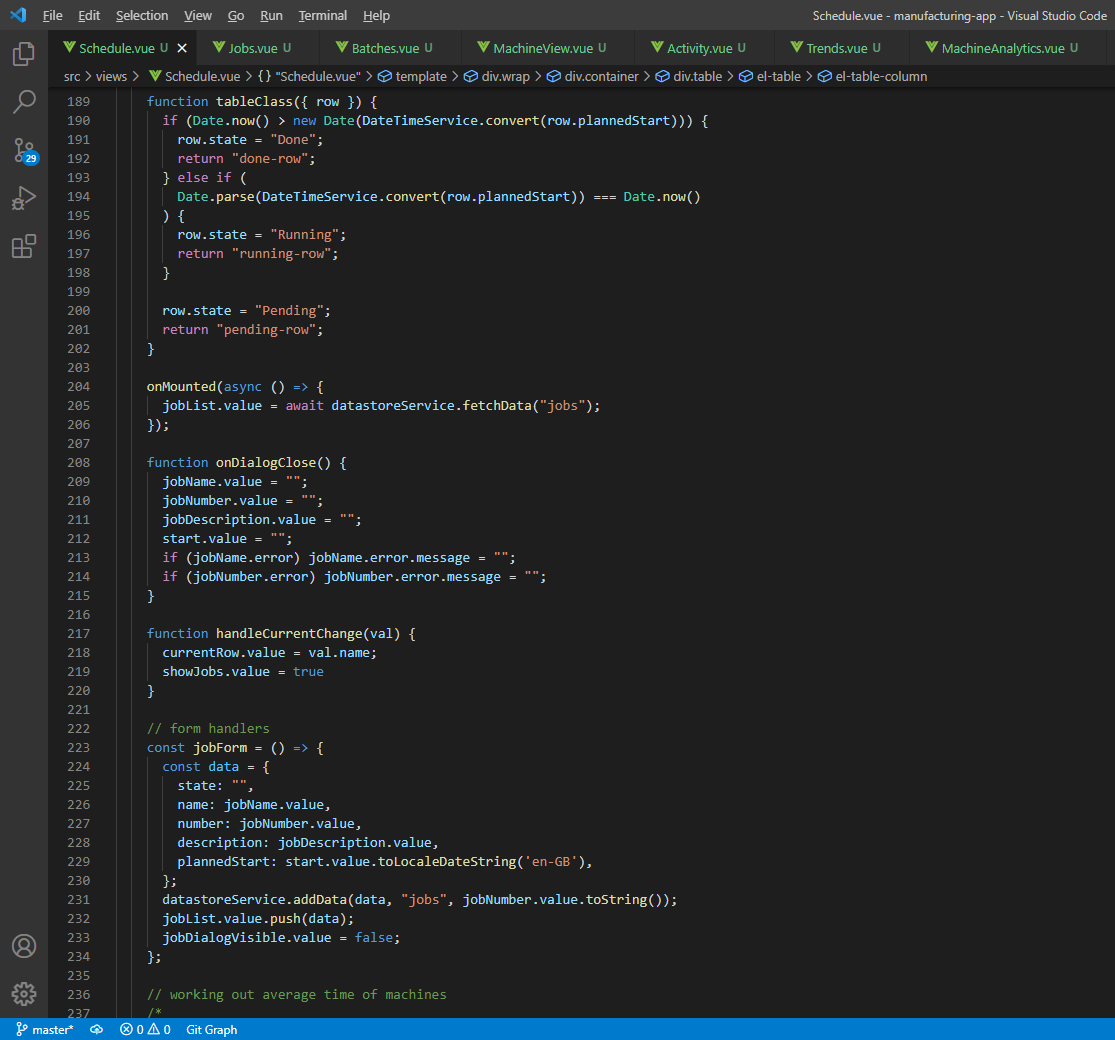 File Edit Selection View Go Run Terminal Help Schedule.vue - manufacturing-app - Visual Studio Code
Schedule.vue U Jobs.vue U Batches.vue U MachineView.vue U Activity.vue U Trends.vue U MachineAnalytics.vue U
src > views > Schedule.vue > {} "Schedule.vue" > template > div.wrap > div.container > div.table > el-table > el-table-column
189 function tableClass({ row }) {
190 if (Date.now() > new Date(DateTimeService.convert(row.plannedStart))) {
191 row.state = "Done";
29
192 return "done-row";
193 } else if (
194 Date.parse(DateTimeService.convert(row.plannedStart)) === Date.now()
195 ) {
196 row.state = "Running";
197 return "running-row";
198 }
199
200 row.state = "Pending";
201 return "pending-row";
202 }
203
204 onMounted(async () => {
205 jobList.value = await datastoreService.fetchData("jobs");
206 });
207
208 function onDialogClose() {
209 jobName.value = "";
210 jobNumber.value = "";
211 jobDescription.value = "";
212 start.value = "";
213 if (jobName.error) jobName.error.message = "";
214 if (jobNumber.error) jobNumber.error.message = "";
215 }
216
217 function handleCurrentChange(val) {
218 currentRow.value = val.name;
219 showJobs.value = true
220 }
221
222 // form handlers
223 const jobForm = () => {
224 const data = {
225 state: "",
226 name: jobName.value,
227 number: jobNumber.value,
228 description: jobDescription.value,
229 plannedStart: start.value.toLocaleDateString('en-GB'),
230 };
231 datastoreService.addData(data, "jobs", jobNumber.value.toString());
232 jobList.value.push(data);
233 jobDialogVisible.value = false;
234 };
235
236 // working out average time of machines
237 /*
master* 0 0 Git Graph